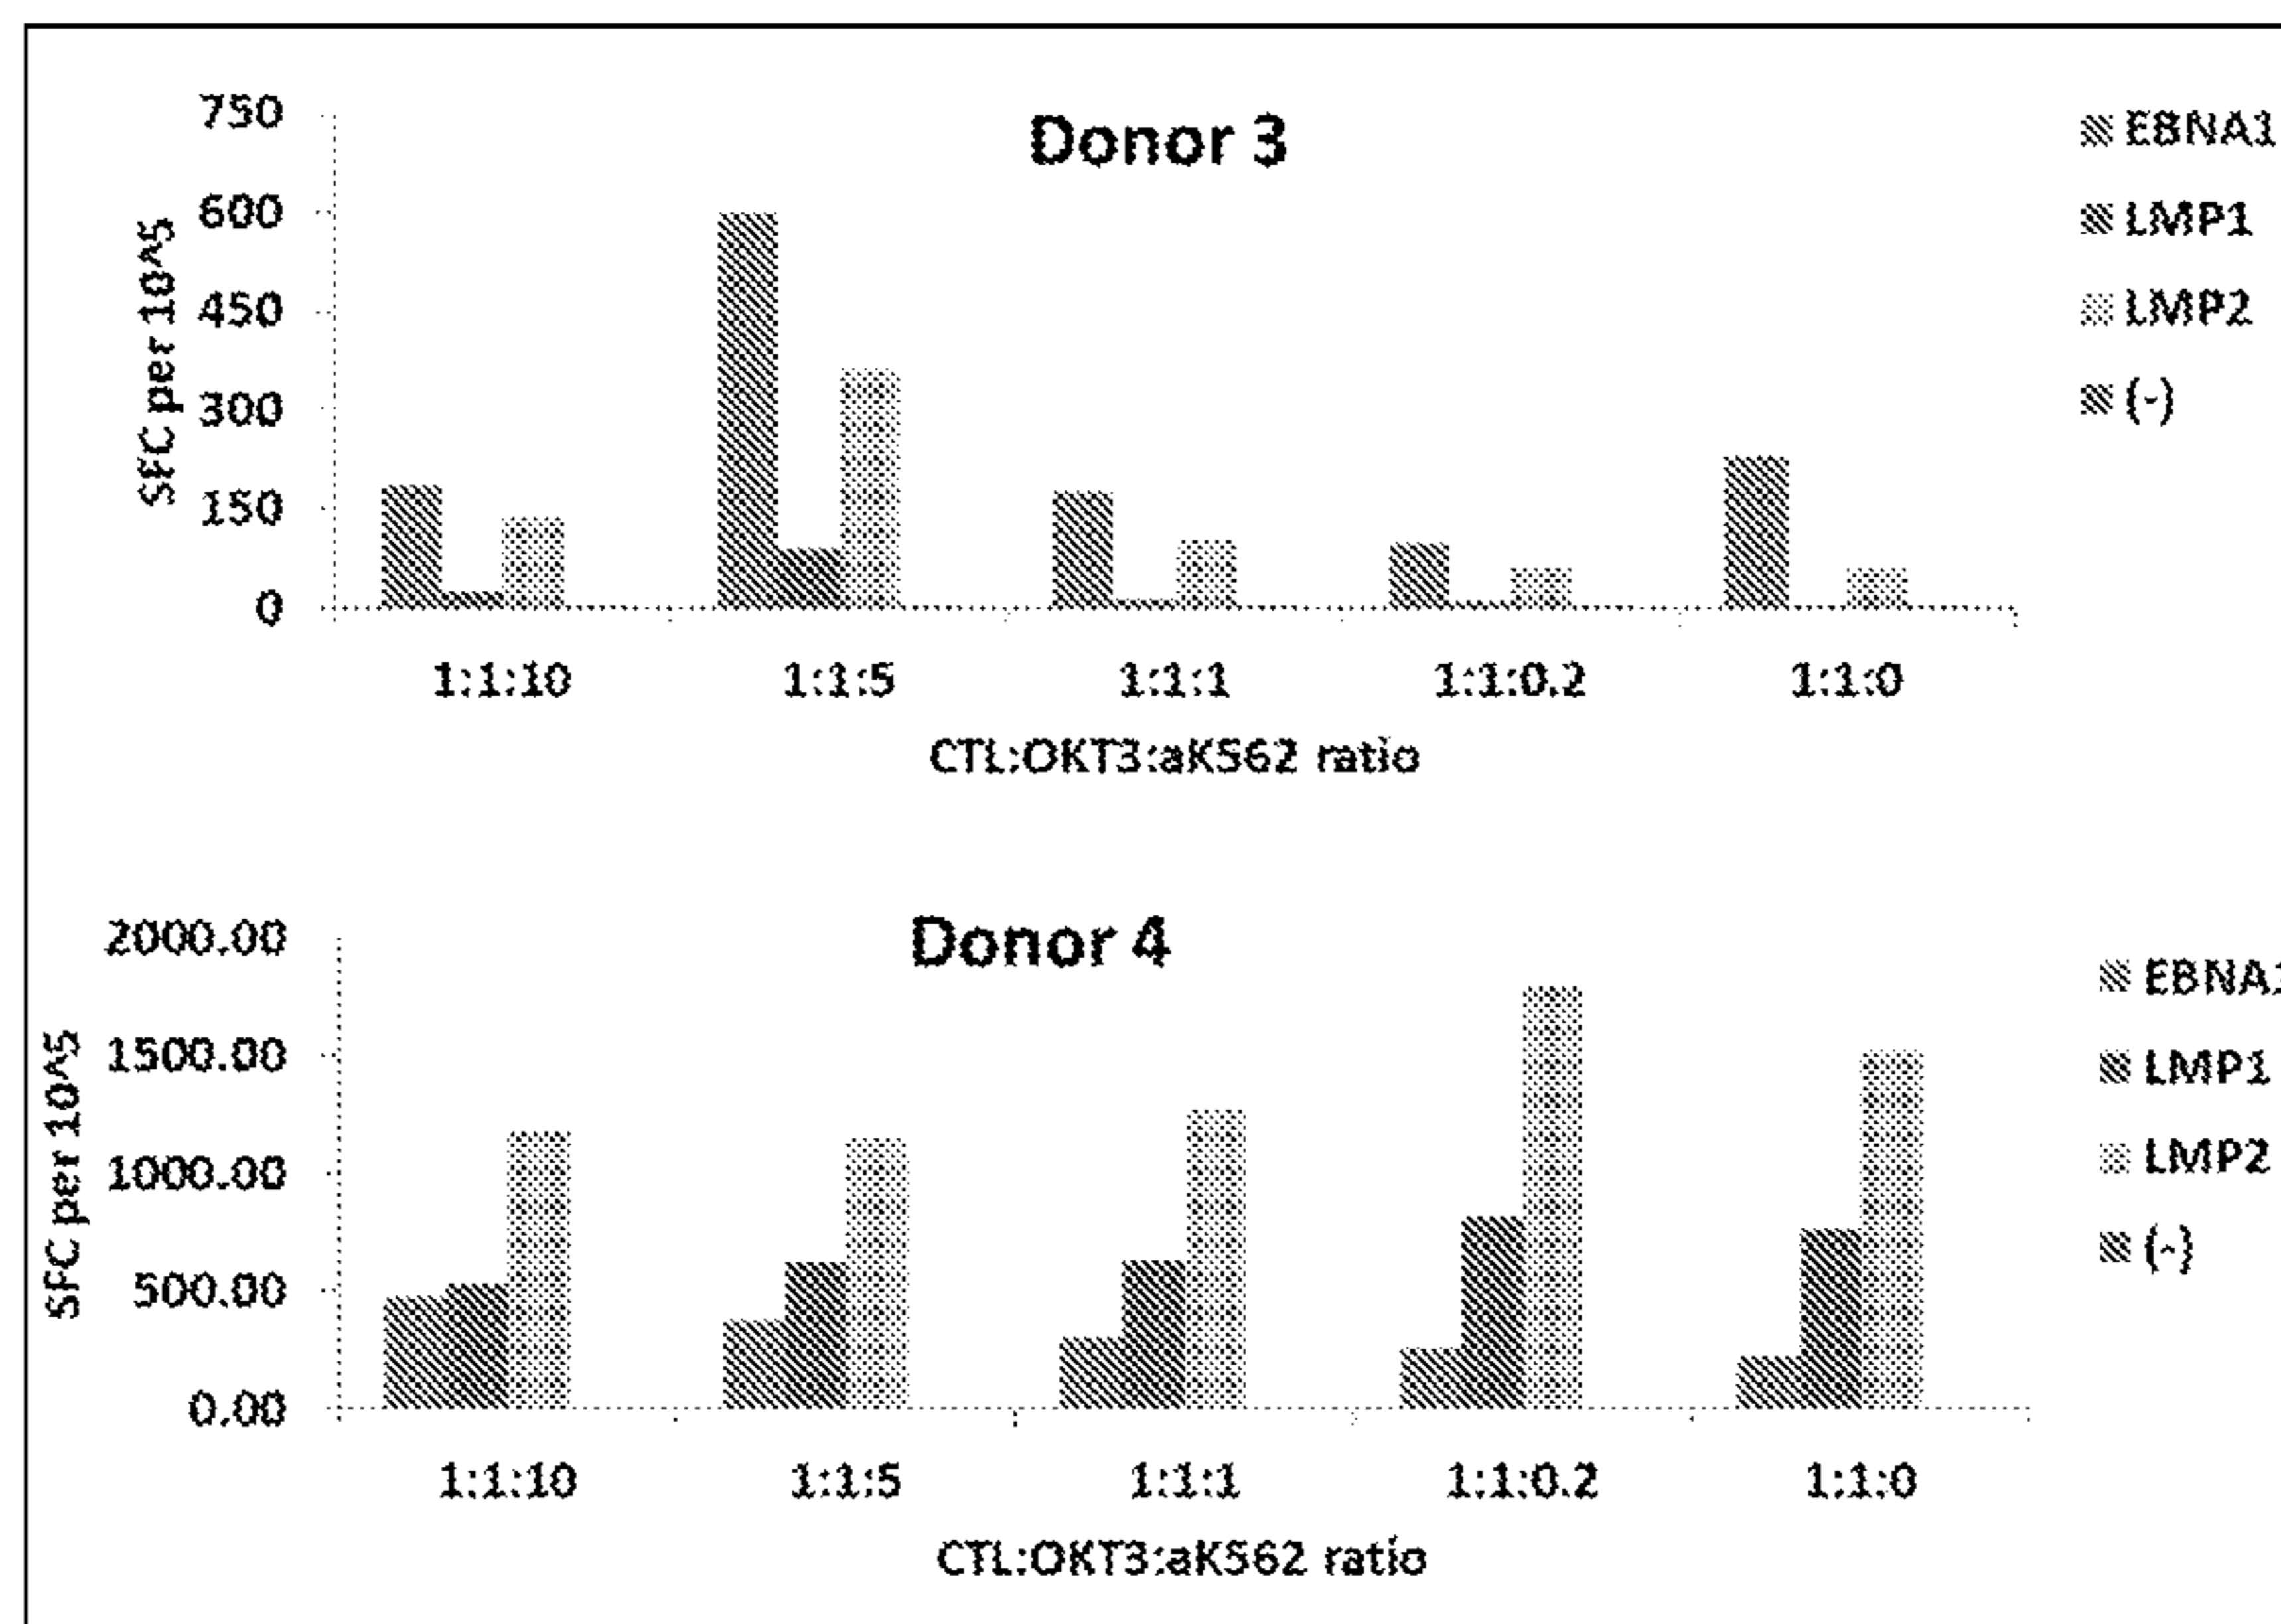 Donor 3
SFC per 10^5
750
600
450
300
150
0
1:1:10
1:1:5
1:1:1
1:1:0.2
1:1:0
CTL:OKT3:aK562 ratio
EBNA1
LMP1
LMP2
(-)
Donor 4
SFC per 10^5
2000.00
1500.00
1000.00
500.00
0.00
1:1:10
1:1:5
1:1:1
1:1:0.2
1:1:0
CTL:OKT3:aK562 ratio
EBNA1
LMP1
LMP2
(-)